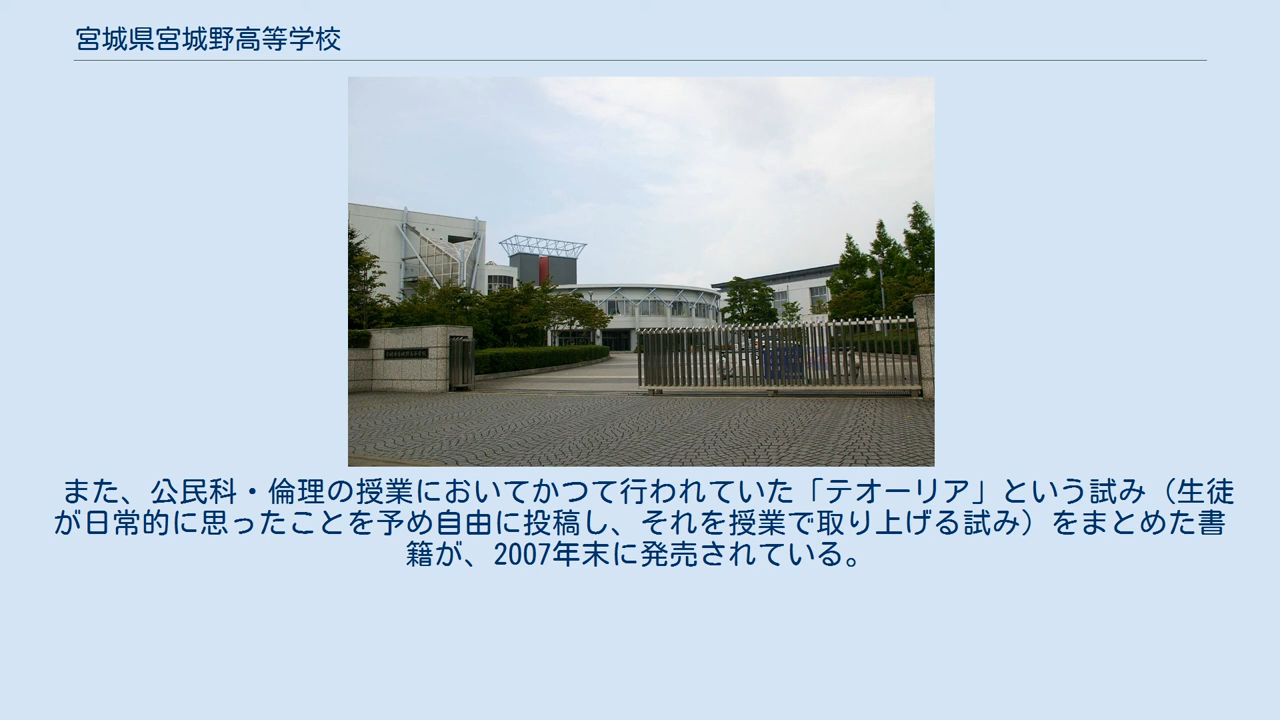 宮城県宮城野高等学校
また、公民科・倫理の授業においてかつて行われていた「テオーリア」という試み（生徒
が日常的に思ったことを予め自由に投稿し、それを授業で取り上げる試み）をまとめた書
籍が、2007年末に発売されている。